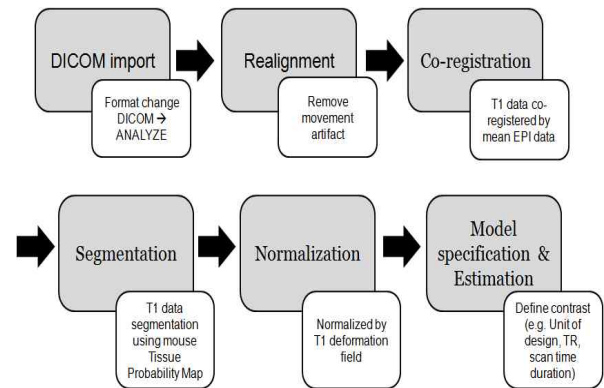 DICOM import
Format change
DICOM →
ANALYZE
Realignment
Remove
movement
artifact
Co-registration
T1 data co-
registered by
mean EPI data
Segmentation
T1 data
segmentation
using mouse
Tissue
Probability Map
Normalization
Normalized by
T1 deformation
field
Model
specification &
Estimation
Define contrast
(e.g. Unit of
design, TR,
scan time
duration)